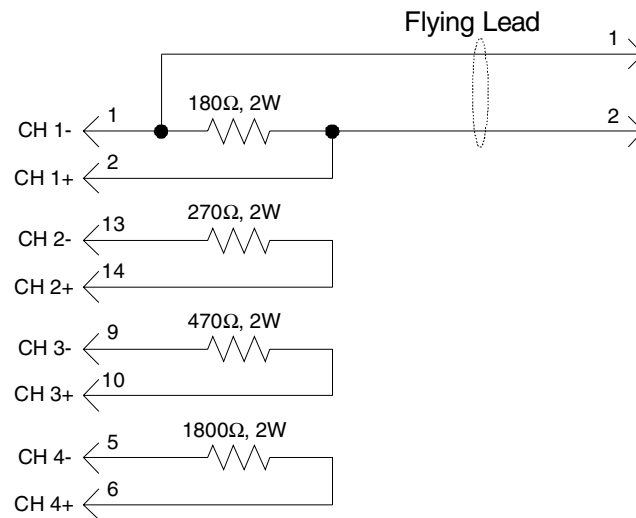 Flying Lead
1
180Ω, 2W
CH 1- 1
2
CH 1+ 2
270Ω, 2W
CH 2- 13
CH 2+ 14
470Ω, 2W
CH 3- 9
CH 3+ 10
1800Ω, 2W
CH 4- 5
CH 4+ 6